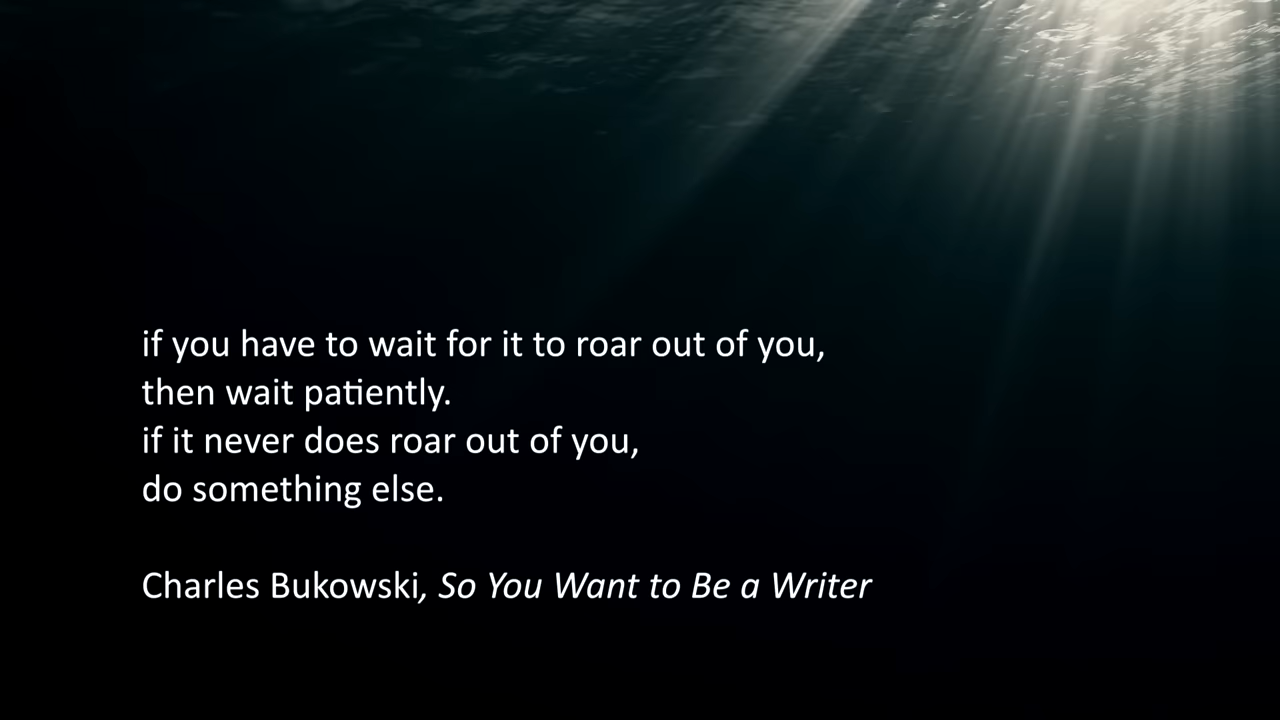 if you have to wait for it to roar out of you,
then wait patiently.
if it never does roar out of you,
do something else.
Charles Bukowski, So You Want to Be a Writer